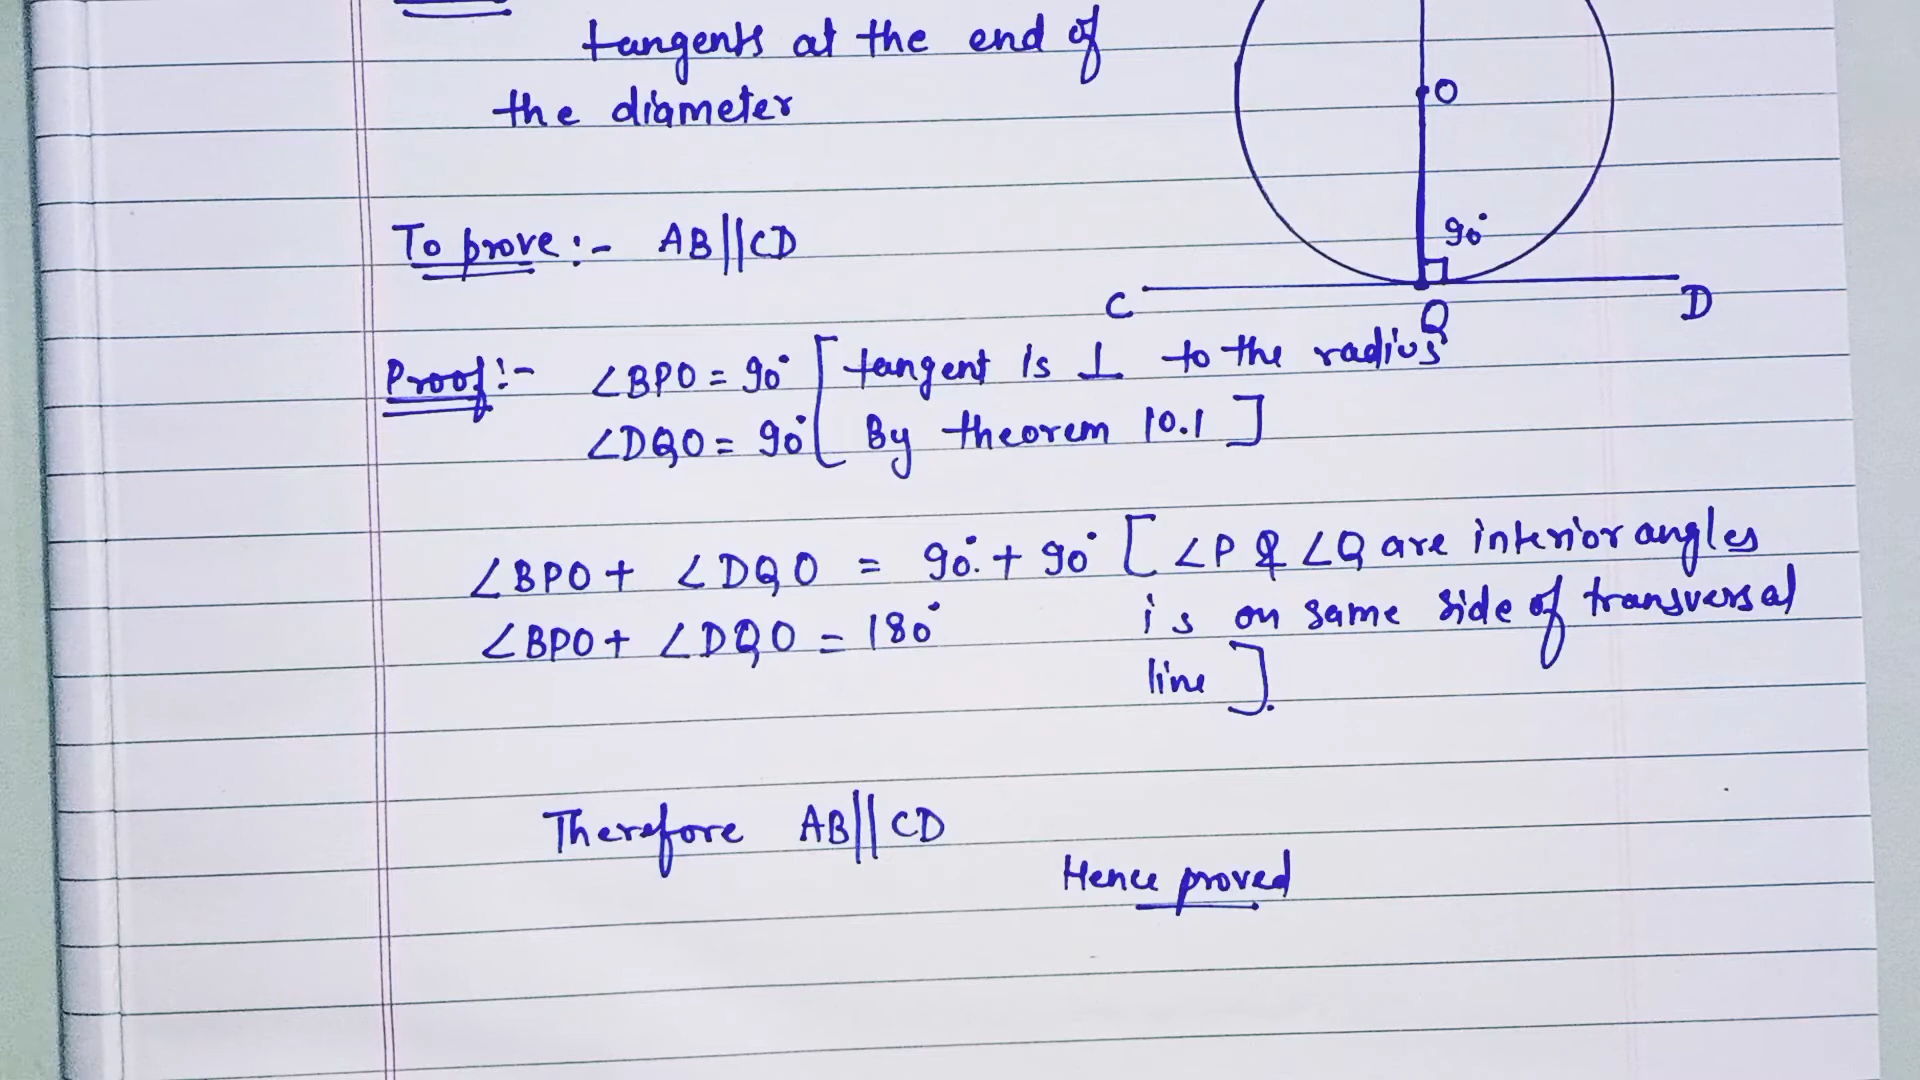 tangents at the end of
the diameter
O
To prove :- AB||CD
90°
C
Q
D
Proof :- ∠BPO = 90° [ tangent is ⊥ to the radius
∠DQO = 90° [ By theorem 10.1 ]
∠BPO + ∠DQO = 90° + 90° [ ∠P & ∠Q are interior angles
∠BPO + ∠DQO = 180° is on same side of transversal
line ].
Therefore AB||CD
Hence proved